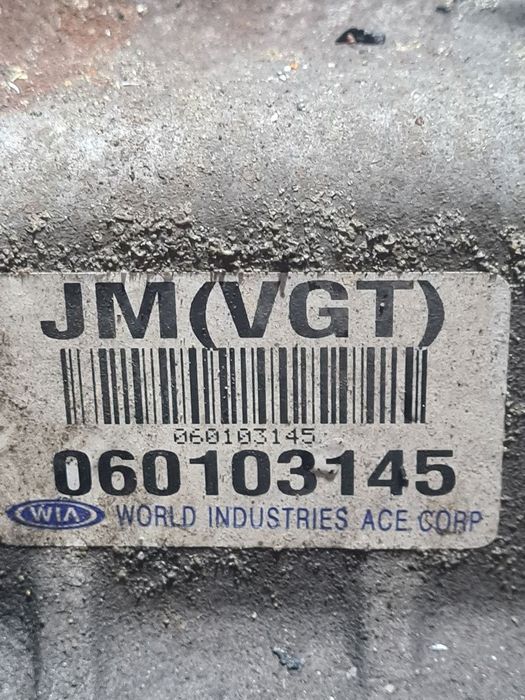 JM(VGT)
060103145
060103145
WIA WORLD INDUSTRIES ACE CORP